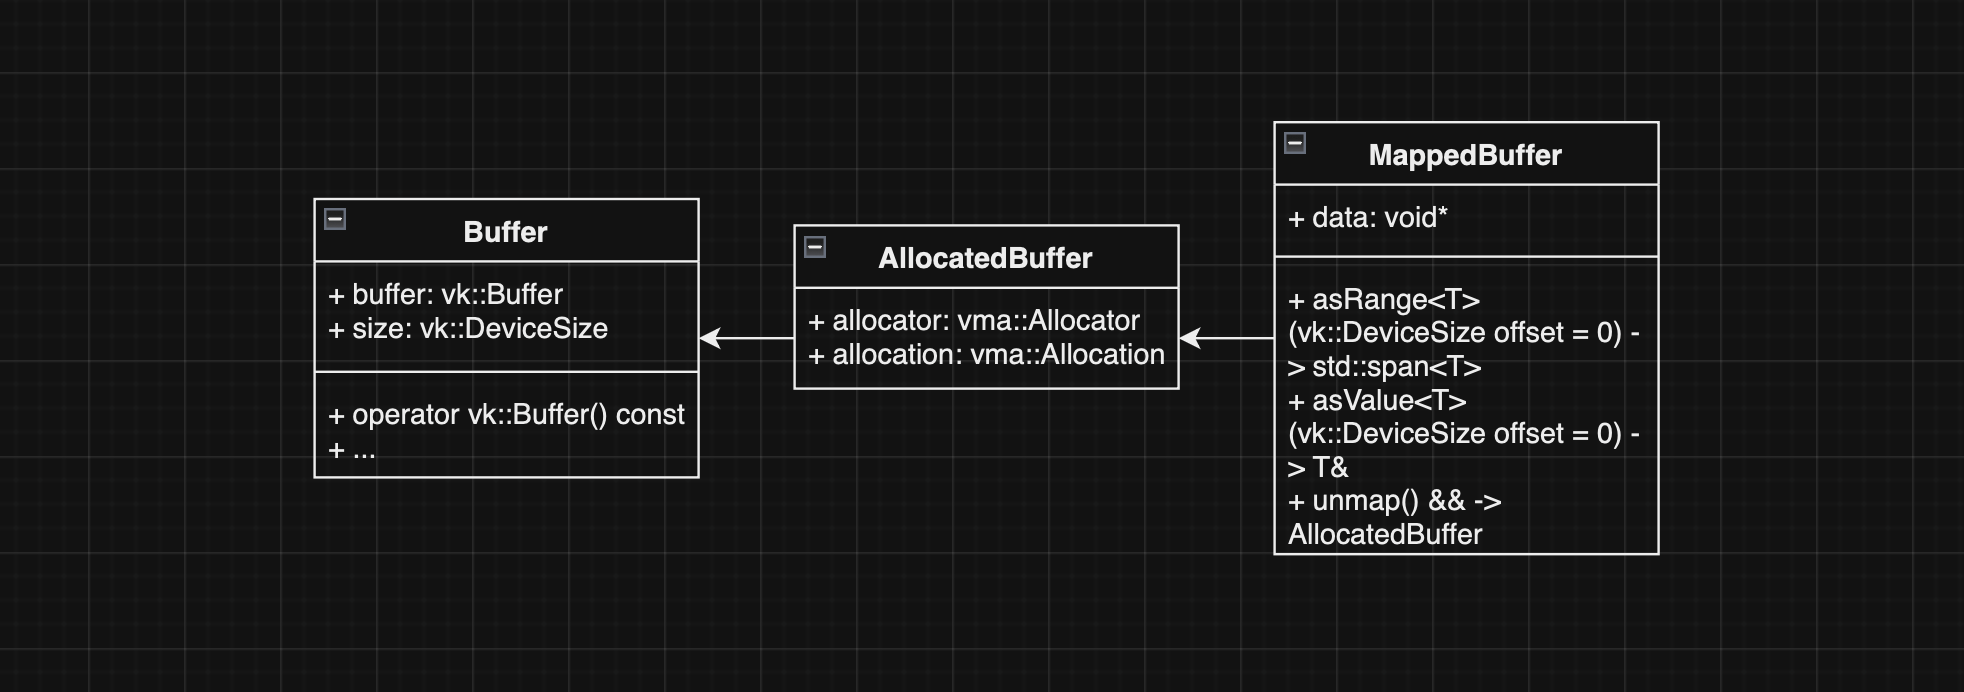 Buffer
+ buffer: vk::Buffer
+ size: vk::DeviceSize
+ operator vk::Buffer() const
+ ...
AllocatedBuffer
+ allocator: vma::Allocator
+ allocation: vma::Allocation
MappedBuffer
+ data: void*
+ asRange<T>
(vk::DeviceSize offset = 0) -
> std::span<T>
+ asValue<T>
(vk::DeviceSize offset = 0) -
> T&
+ unmap() && ->
AllocatedBuffer